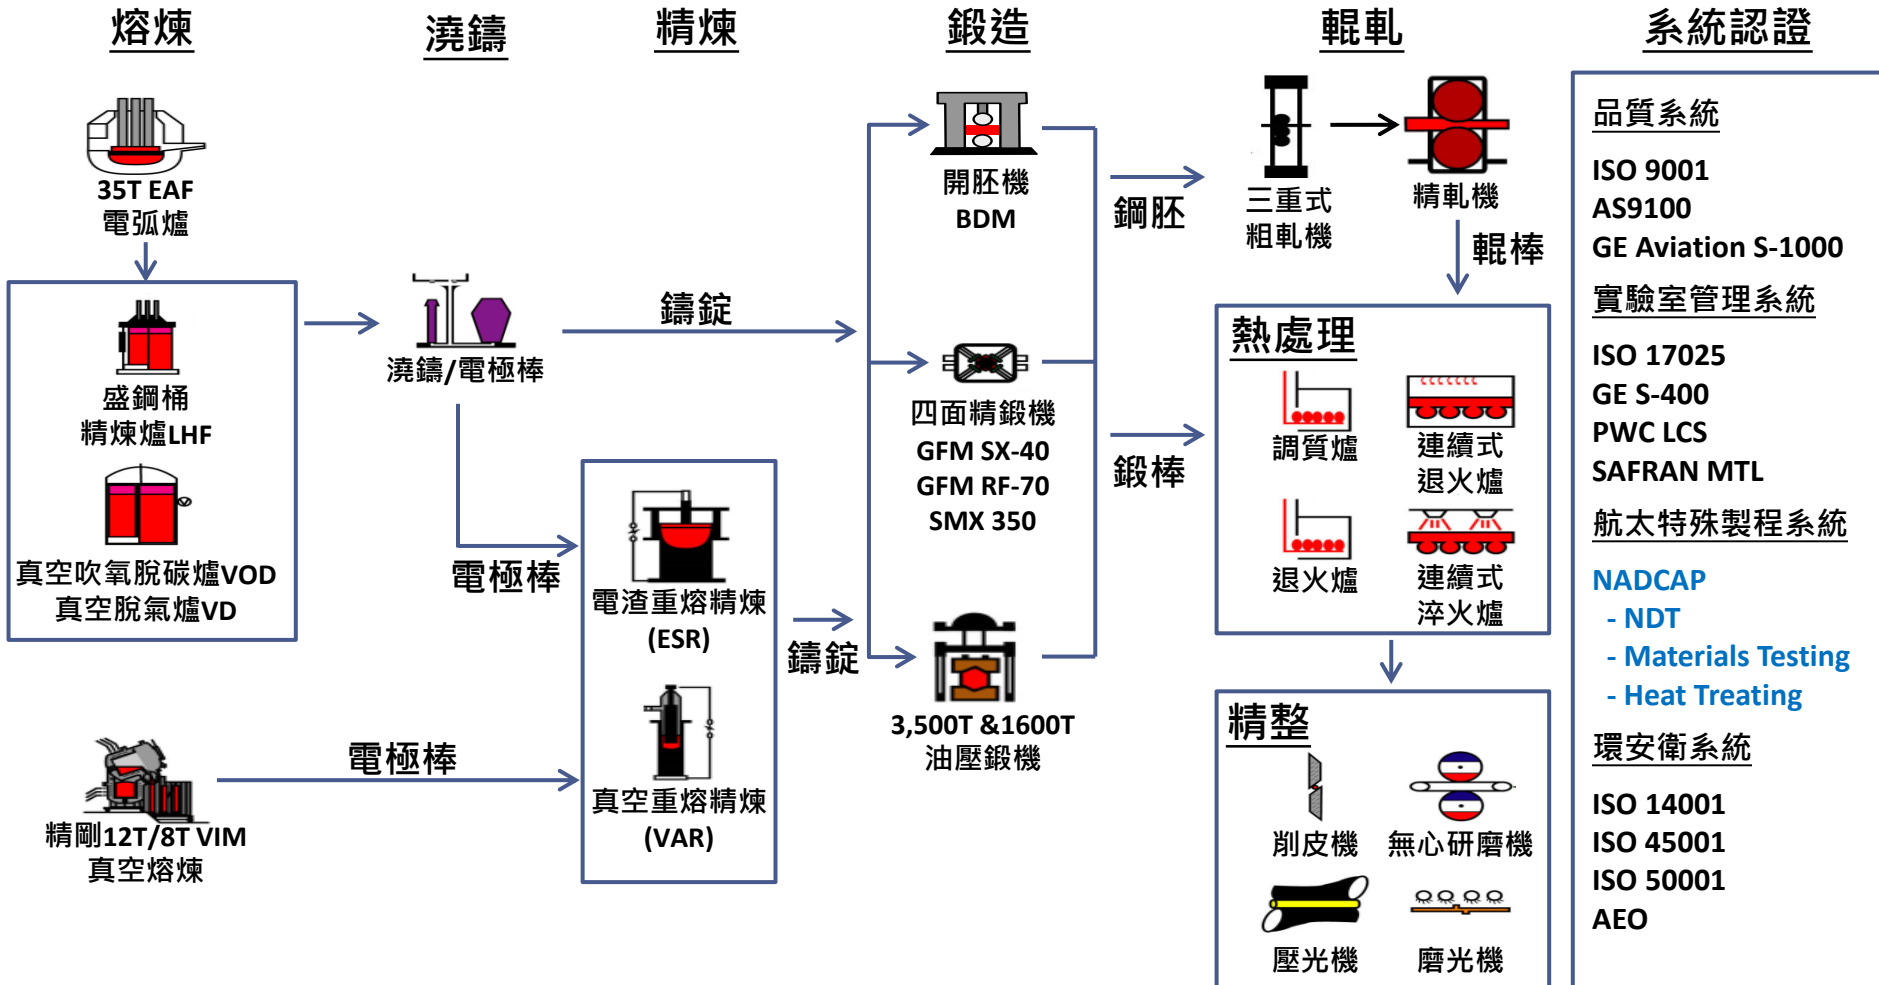 熔煉
澆鑄
精煉
鍛造
輥軋
系統認證
35T EAF
電弧爐
盛鋼桶
精煉爐LHF
真空吹氧脫碳爐VOD
真空脫氣爐VD
精剛12T/8T VIM
真空熔煉
澆鑄/電極棒
鑄錠
電極棒
電極棒
電渣重熔精煉
(ESR)
真空重熔精煉
(VAR)
鑄錠
開胚機
BDM
四面精鍛機
GFM SX-40
GFM RF-70
SMX 350
3,500T &1600T
油壓鍛機
鋼胚
鍛棒
三重式
粗軋機
精軋機
輥棒
熱處理
調質爐
連續式
退火爐
退火爐
連續式
淬火爐
精整
削皮機
無心研磨機
壓光機
磨光機
品質系統
ISO 9001
AS9100
GE Aviation S-1000
實驗室管理系統
ISO 17025
GE S-400
PWC LCS
SAFRAN MTL
航太特殊製程系統
NADCAP
- NDT
- Materials Testing
- Heat Treating
環安衛系統
ISO 14001
ISO 45001
ISO 50001
AEO